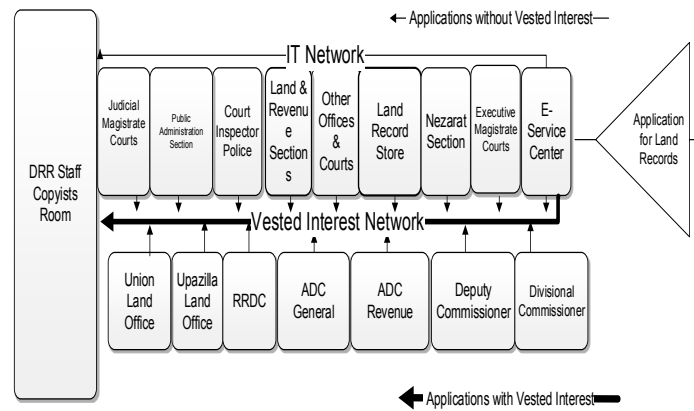 Applications without Vested Interest
IT Network
Judicial
Magistrate
Courts
Public
Administration
Section
Court
Inspector
Police
Land &
Revenu
e
Section
s
Other
Offices
&
Courts
Land
Record
Store
Nezarat
Section
Executive
Magistrate
Courts
E-
Service
Center
Application
for Land
Records
DRR Staff
Copyists
Room
Vested Interest Network
Union
Land
Office
Upazilla
Land
Office
RRDC
ADC
General
ADC
Revenue
Deputy
Commissioner
Divisional
Commissioner
Applications with Vested Interest